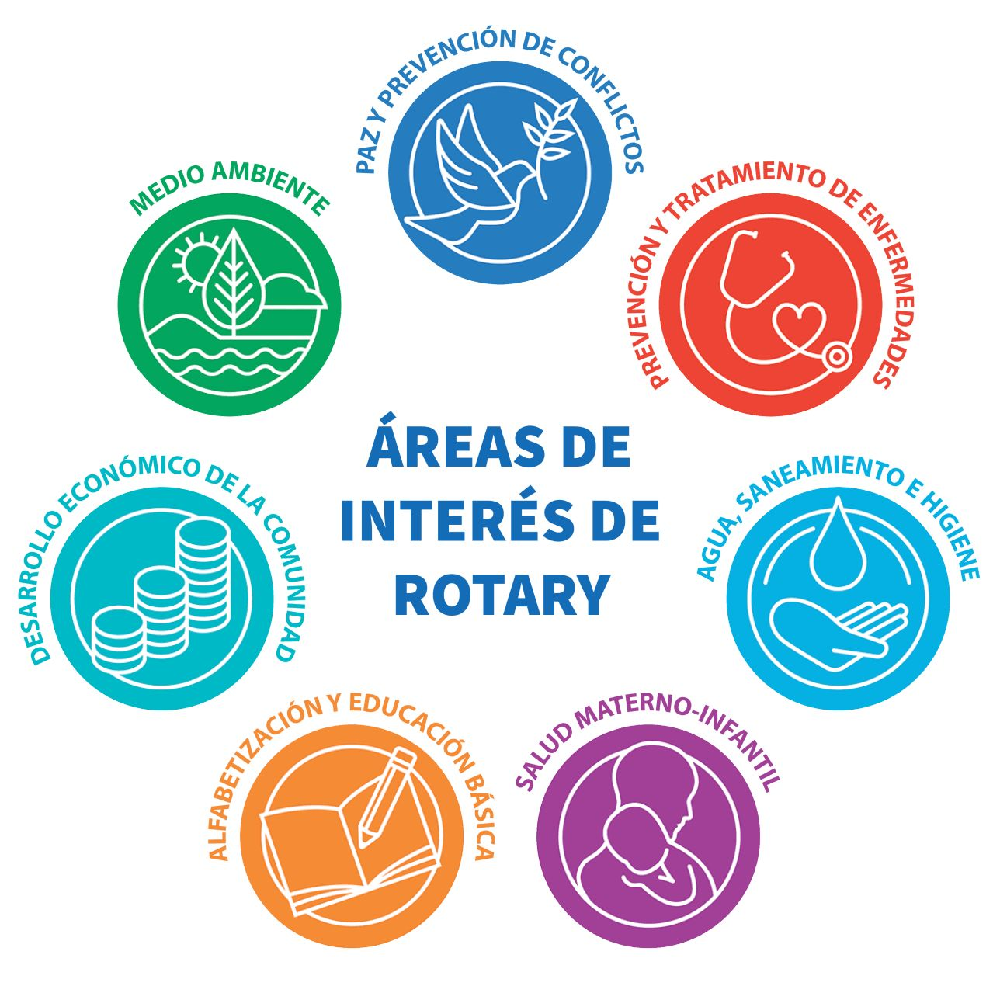 PAZ Y PREVENCIÓN DE CONFLICTOS
MEDIO AMBIENTE
PREVENCIÓN Y TRATAMIENTO DE ENFERMEDADES
ÁREAS DE
INTERÉS DE
ROTARY
DESARROLLO ECONÓMICO DE LA COMUNIDAD
AGUA, SANEAMIENTO E HIGIENE
ALFABETIZACIÓN Y EDUCACIÓN BÁSICA
SALUD MATERNO-INFANTIL